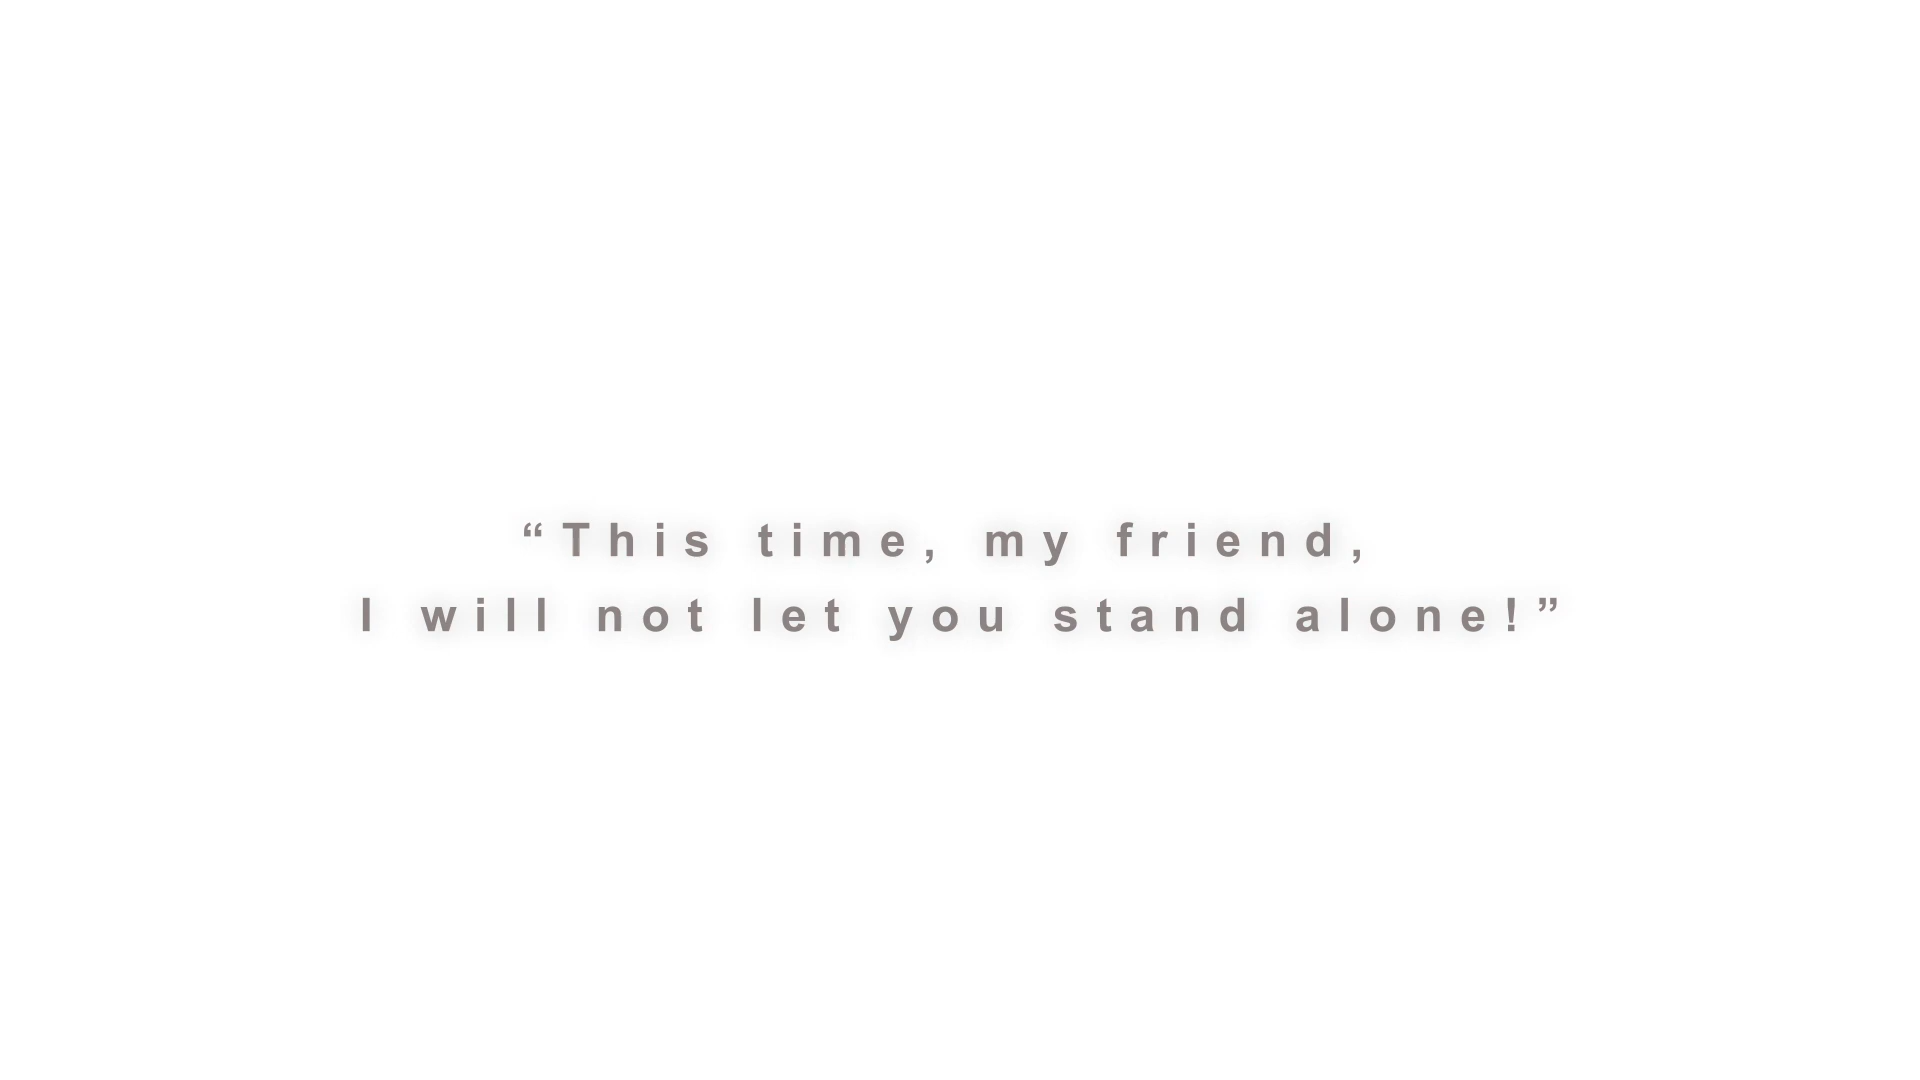 “This time, my friend,
I will not let you stand alone!”